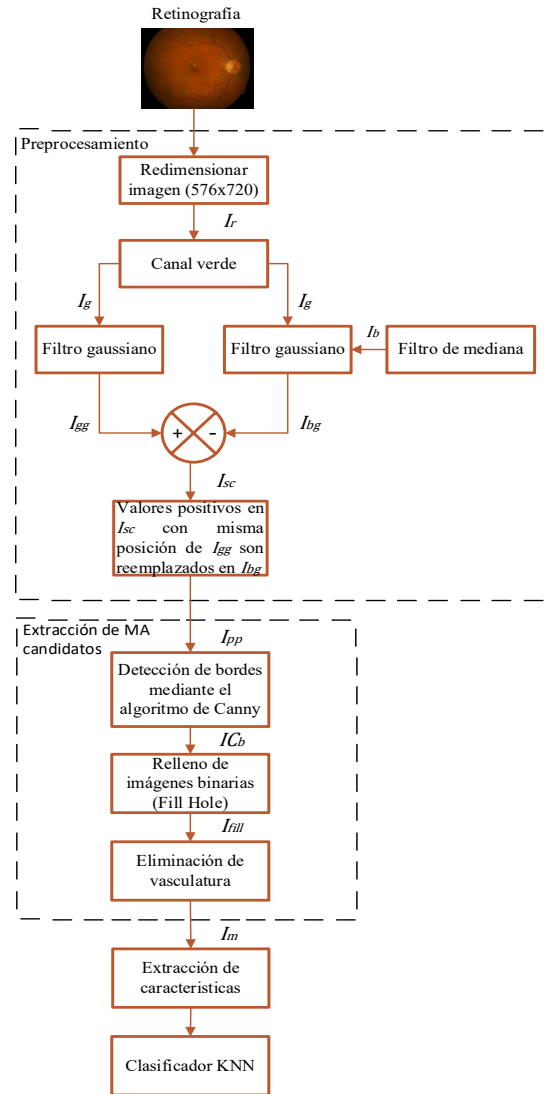 Retinografía
Preprocesamiento
Redimensionar
imagen (576x720)
Ir
Canal verde
Ig
Ig
Filtro gaussiano
Filtro gaussiano
Ib
Filtro de mediana
Igg
+
-
Ibg
Isc
Valores positivos en
Isc con misma
posición de Igg son
reemplazados en Ibg
Extracción de MA
candidatos
Ipp
Detección de bordes
mediante el
algoritmo de Canny
ICb
Relleno de
imágenes binarias
(Fill Hole)
Ifill
Eliminación de
vasculatura
Im
Extracción de
caracteristicas
Clasificador KNN